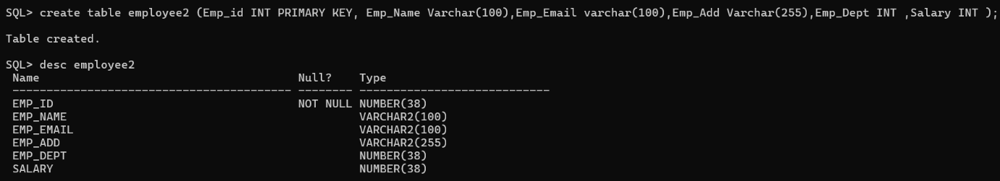 SQL> create table employee2 (Emp_id INT PRIMARY KEY, Emp_Name Varchar(100),Emp_Email varchar(100),Emp_Add Varchar(255),Emp_Dept INT ,Salary INT );
Table created.
SQL> desc employee2
Name                                      Null?    Type
----------------------------------------- -------- ----------------------------
EMP_ID                                    NOT NULL NUMBER(38)
EMP_NAME                                           VARCHAR2(100)
EMP_EMAIL                                          VARCHAR2(100)
EMP_ADD                                            VARCHAR2(255)
EMP_DEPT                                           NUMBER(38)
SALARY                                             NUMBER(38)